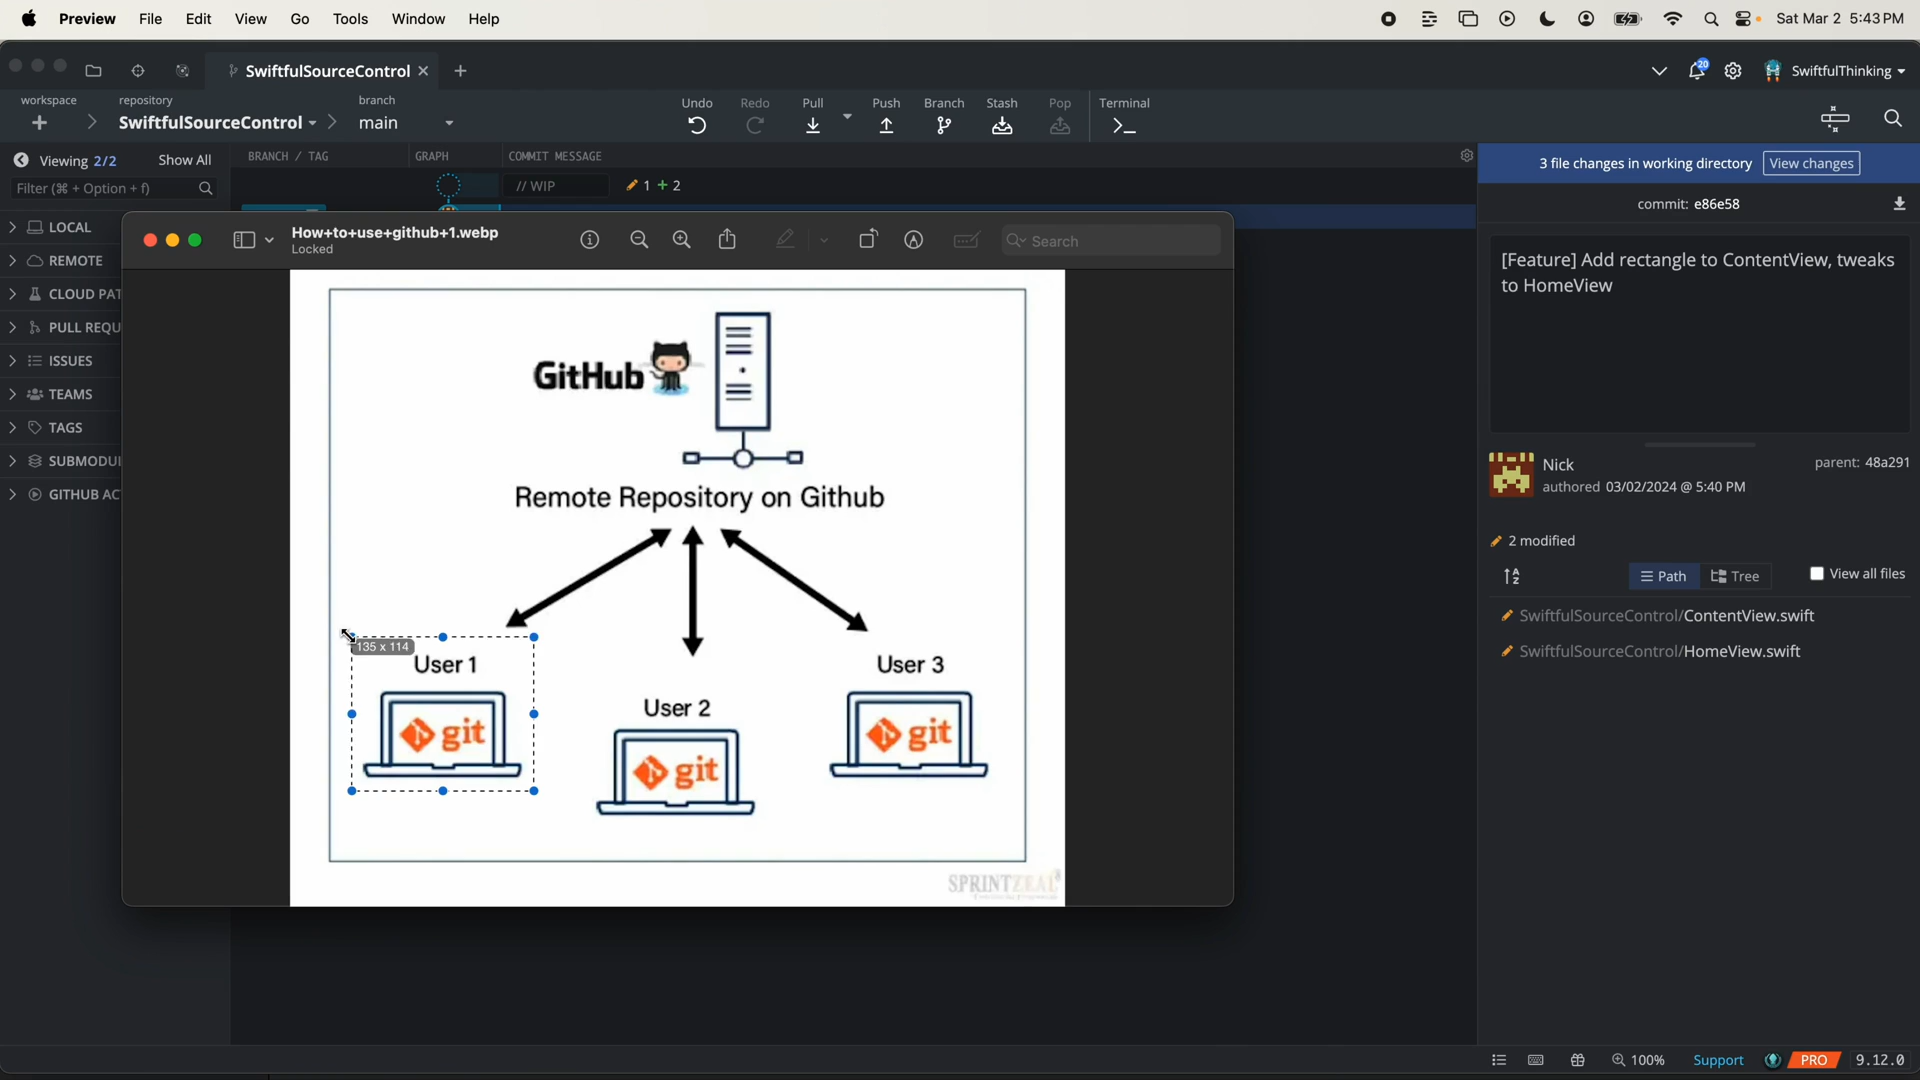 Preview File Edit View Go Tools Window Help Sat Mar 2 5:43 PM
SwiftfulSourceControl 20 SwiftfulThinking
workspace repository branch Undo Redo Pull Push Branch Stash Pop Terminal
SwiftfulSourceControl main
Viewing 2/2 Show All BRANCH / TAG GRAPH COMMIT MESSAGE 3 file changes in working directory View changes
Filter (⌘ + Option + f) // WIP 1 + 2
commit: e86e58
LOCAL
REMOTE
CLOUD PAT
PULL REQU
ISSUES
TEAMS
TAGS
SUBMODUL
GITHUB AC
How+to+use+github+1.webp
Locked
Search
GitHub
Remote Repository on Github
135 x 114
User 1
User 2
User 3
git
git
git
SPRINTZEAL
[Feature] Add rectangle to ContentView, tweaks
to HomeView
Nick parent: 48a291
authored 03/02/2024 @ 5:40 PM
2 modified
Path Tree View all files
SwiftfulSourceControl/ContentView.swift
SwiftfulSourceControl/HomeView.swift
100% Support PRO 9.12.0